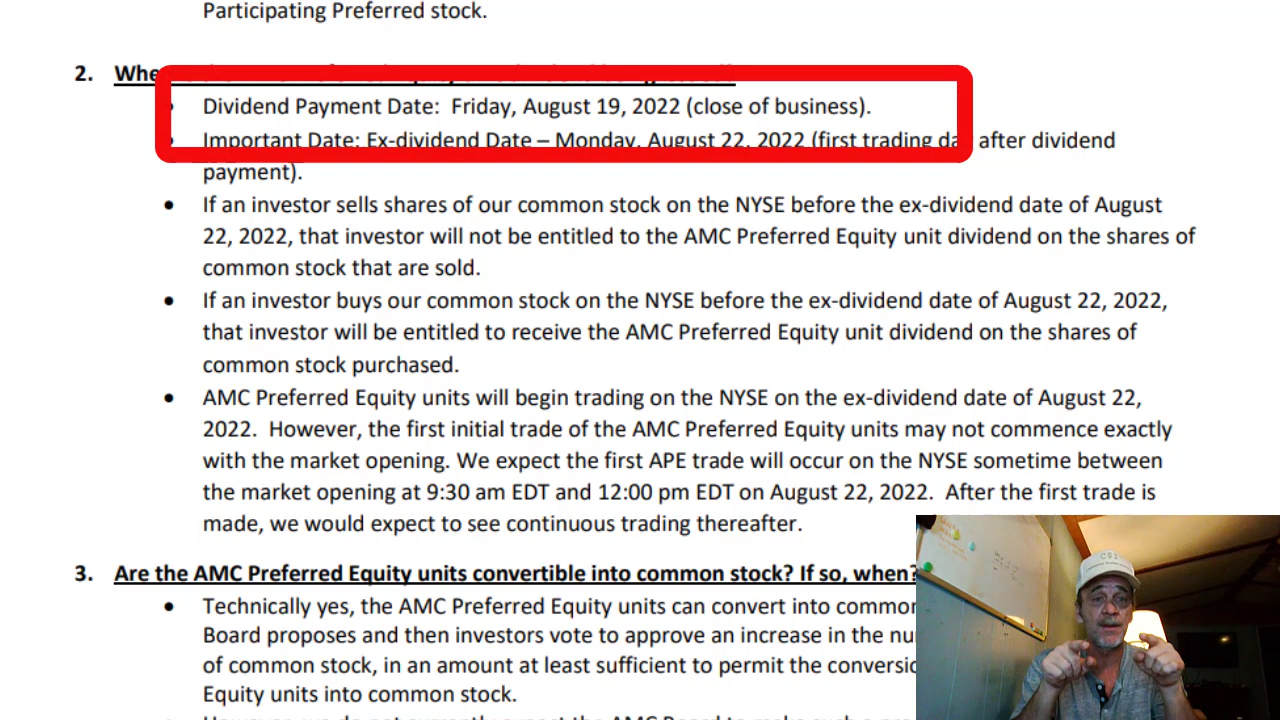 Participating Preferred stock.
2. Whe
• Dividend Payment Date: Friday, August 19, 2022 (close of business).
• Important Date: Ex-dividend Date – Monday, August 22, 2022 (first trading da after dividend
payment).
• If an investor sells shares of our common stock on the NYSE before the ex-dividend date of August
22, 2022, that investor will not be entitled to the AMC Preferred Equity unit dividend on the shares of
common stock that are sold.
• If an investor buys our common stock on the NYSE before the ex-dividend date of August 22, 2022,
that investor will be entitled to receive the AMC Preferred Equity unit dividend on the shares of
common stock purchased.
• AMC Preferred Equity units will begin trading on the NYSE on the ex-dividend date of August 22,
2022. However, the first initial trade of the AMC Preferred Equity units may not commence exactly
with the market opening. We expect the first APE trade will occur on the NYSE sometime between
the market opening at 9:30 am EDT and 12:00 pm EDT on August 22, 2022. After the first trade is
made, we would expect to see continuous trading thereafter.
3. Are the AMC Preferred Equity units convertible into common stock? If so, when?
• Technically yes, the AMC Preferred Equity units can convert into commo
Board proposes and then investors vote to approve an increase in the nu
of common stock, in an amount at least sufficient to permit the conversi
Equity units into common stock.
CSI